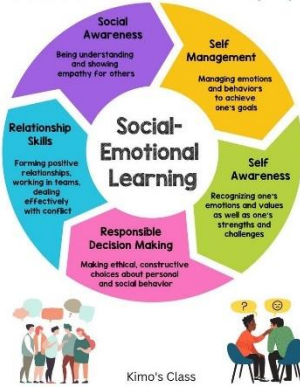 Social
Awareness
Being understanding
and showing
empathy for others
Self
Management
Managing emotions
and behaviors
to achieve
one's goals
Relationship
Skills
Forming positive
relationships,
working in teams,
dealing
effectively
with conflict
Social-
Emotional
Learning
Self
Awareness
Recognizing one's
emotions and values
as well as one's
strengths and
challenges
Responsible
Decision Making
Making ethical, constructive
choices about personal
and social behavior
?
Kimo's Class